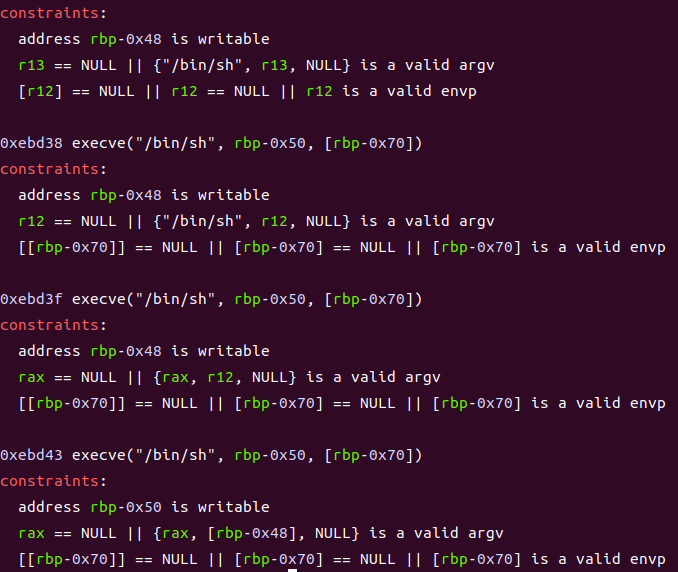 constraints:
address rbp-0x48 is writable
r13 == NULL || {"/bin/sh", r13, NULL} is a valid argv
[r12] == NULL || r12 == NULL || r12 is a valid envp
0xebd38 execve("/bin/sh", rbp-0x50, [rbp-0x70])
constraints:
address rbp-0x48 is writable
r12 == NULL || {"/bin/sh", r12, NULL} is a valid argv
[[rbp-0x70]] == NULL || [rbp-0x70] == NULL || [rbp-0x70] is a valid envp
0xebd3f execve("/bin/sh", rbp-0x50, [rbp-0x70])
constraints:
address rbp-0x48 is writable
rax == NULL || {rax, r12, NULL} is a valid argv
[[rbp-0x70]] == NULL || [rbp-0x70] == NULL || [rbp-0x70] is a valid envp
0xebd43 execve("/bin/sh", rbp-0x50, [rbp-0x70])
constraints:
address rbp-0x50 is writable
rax == NULL || {rax, [rbp-0x48], NULL} is a valid argv
[[rbp-0x70]] == NULL || [rbp-0x70] == NULL || [rbp-0x70] is a valid envp